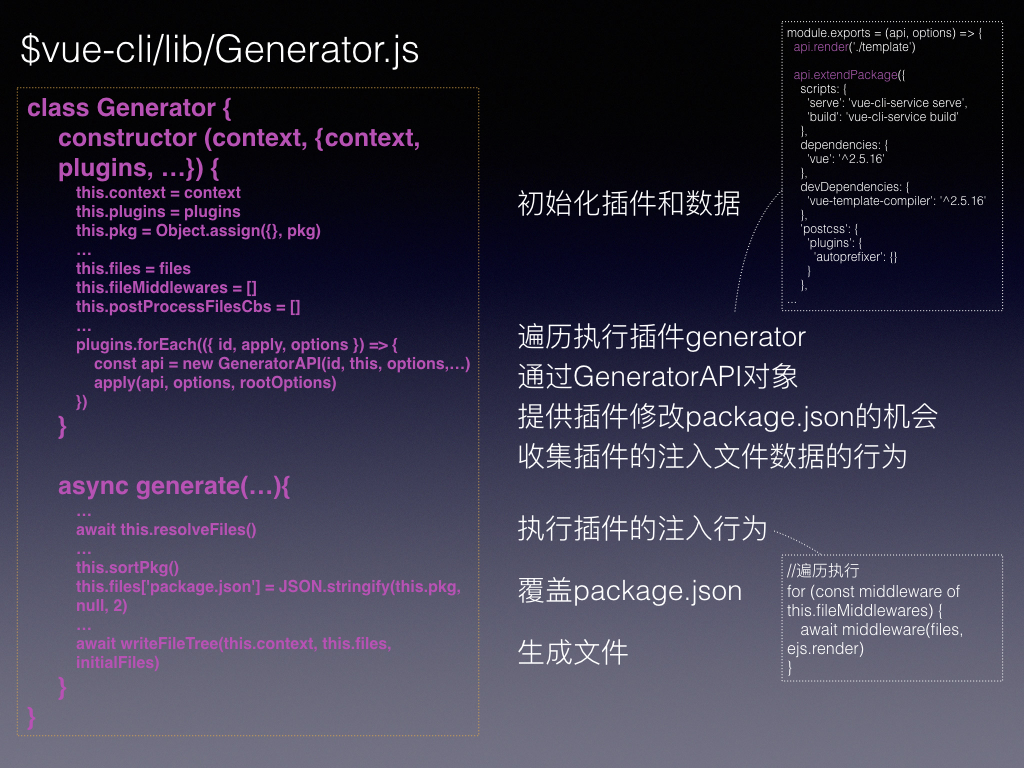 $vue-cli/lib/Generator.js
class Generator {
constructor (context, {context,
plugins, …}) {
this.context = context
this.plugins = plugins
this.pkg = Object.assign({}, pkg)
…
this.files = files
this.fileMiddlewares = []
this.postProcessFilesCbs = []
…
plugins.forEach(({ id, apply, options }) => {
const api = new GeneratorAPI(id, this, options,…)
apply(api, options, rootOptions)
})
}
async generate(…){
…
await this.resolveFiles()
…
this.sortPkg()
this.files['package.json'] = JSON.stringify(this.pkg,
null, 2)
…
await writeFileTree(this.context, this.files,
initialFiles)
}
}
初始化插件和数据
遍历执行插件generator
通过GeneratorAPI对象
提供插件修改package.json的机会
收集插件的注入文件数据的行为
执行插件的注入行为
覆盖package.json
生成文件
module.exports = (api, options) => {
api.render('./template')
api.extendPackage({
scripts: {
'serve': 'vue-cli-service serve',
'build': 'vue-cli-service build'
},
dependencies: {
'vue': '^2.5.16'
},
devDependencies: {
'vue-template-compiler': '^2.5.16'
},
'postcss': {
'plugins': {
'autoprefixer': {}
}
},
…
//遍历执行
for (const middleware of
this.fileMiddlewares) {
await middleware(files,
ejs.render)
}